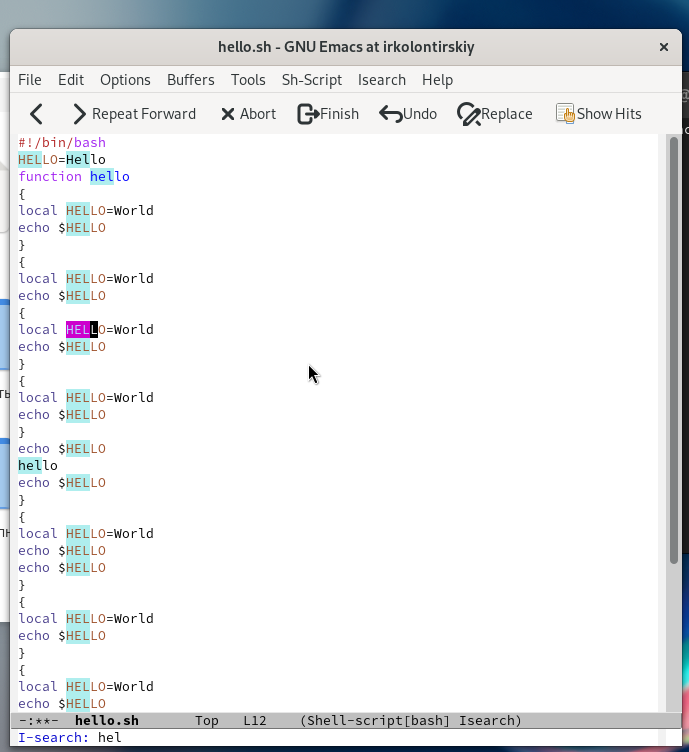 hello.sh - GNU Emacs at irkolontirskiy
File Edit Options Buffers Tools Sh-Script Isearch Help
Repeat Forward Abort Finish Undo Replace Show Hits
#!/bin/bash
HELLO=Hello
function hello
{
local HELLO=World
echo $HELLO
}
{
local HELLO=World
echo $HELLO
{
local HELLO=World
echo $HELLO
}
{
local HELLO=World
echo $HELLO
}
echo $HELLO
hello
echo $HELLO
}
{
local HELLO=World
echo $HELLO
echo $HELLO
}
{
local HELLO=World
echo $HELLO
}
{
local HELLO=World
echo $HELLO
-:**- hello.sh Top L12 (Shell-script[bash] Isearch)
I-search: hel